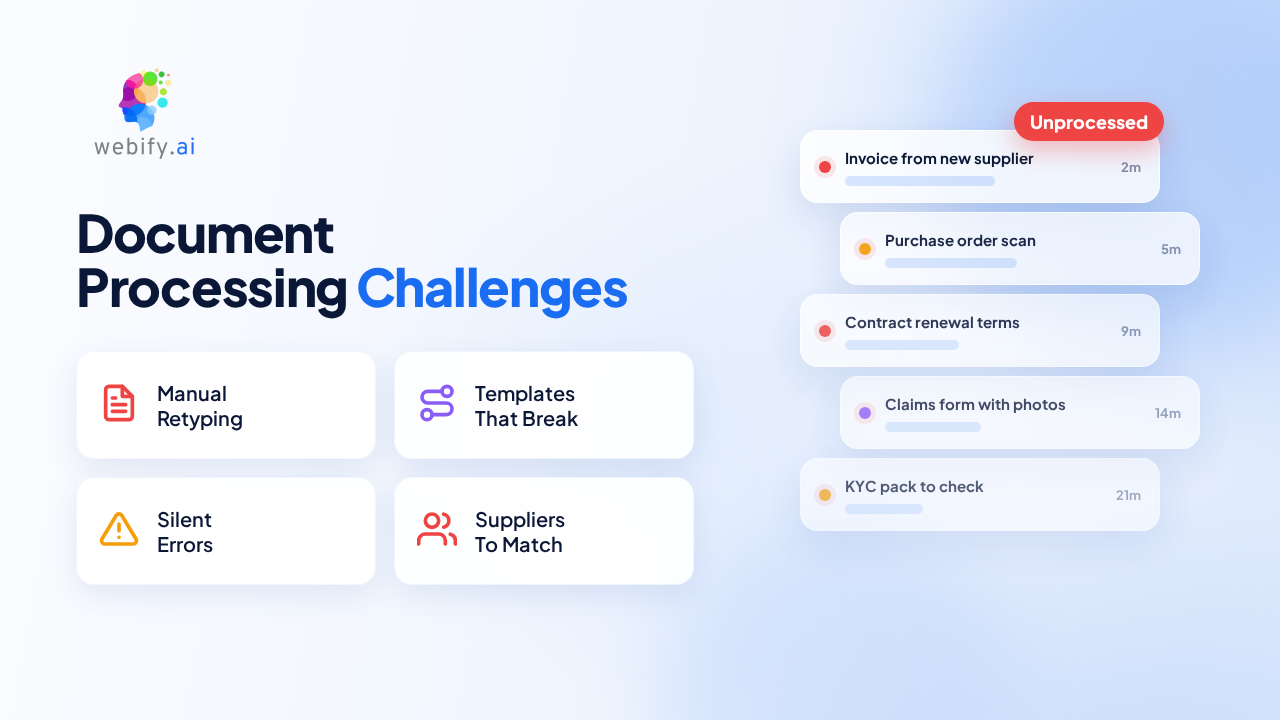 webify.ai
Document
Processing Challenges
Manual
Retyping
Templates
That Break
Silent
Errors
Suppliers
To Match
Unprocessed
Invoice from new supplier
2m
Purchase order scan
5m
Contract renewal terms
9m
Claims form with photos
14m
KYC pack to check
21m